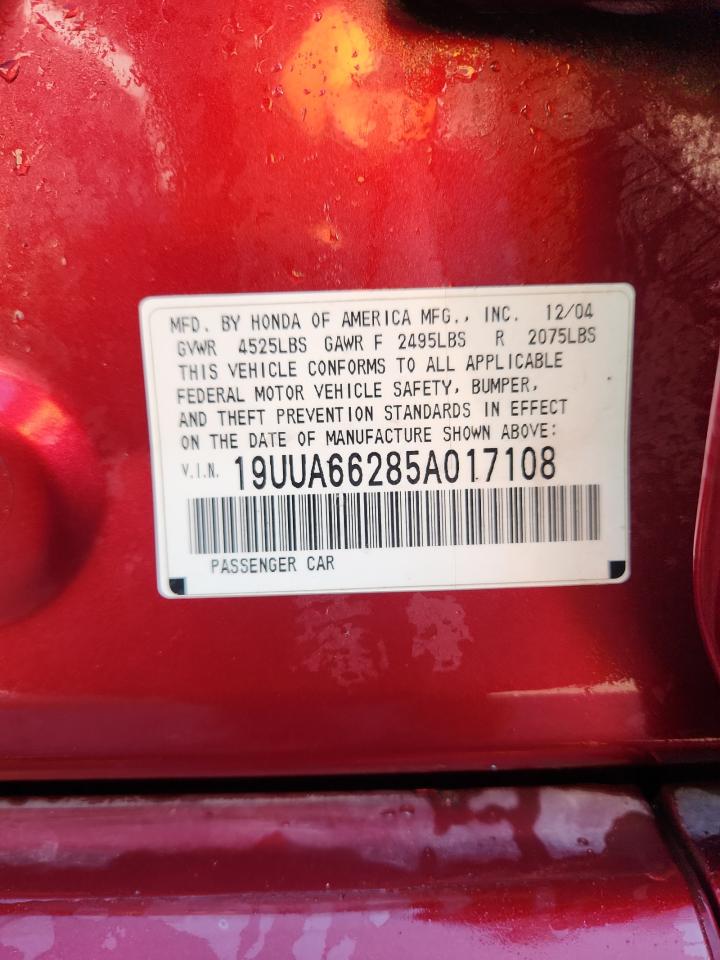 MFD. BY HONDA OF AMERICA MFG., INC. 12/04
GVWR 4525LBS GAWR F 2495LBS R 2075LBS
THIS VEHICLE CONFORMS TO ALL APPLICABLE
FEDERAL MOTOR VEHICLE SAFETY, BUMPER,
AND THEFT PREVENTION STANDARDS IN EFFECT
ON THE DATE OF MANUFACTURE SHOWN ABOVE:
V.I.N. 19UUA66285A017108
PASSENGER CAR